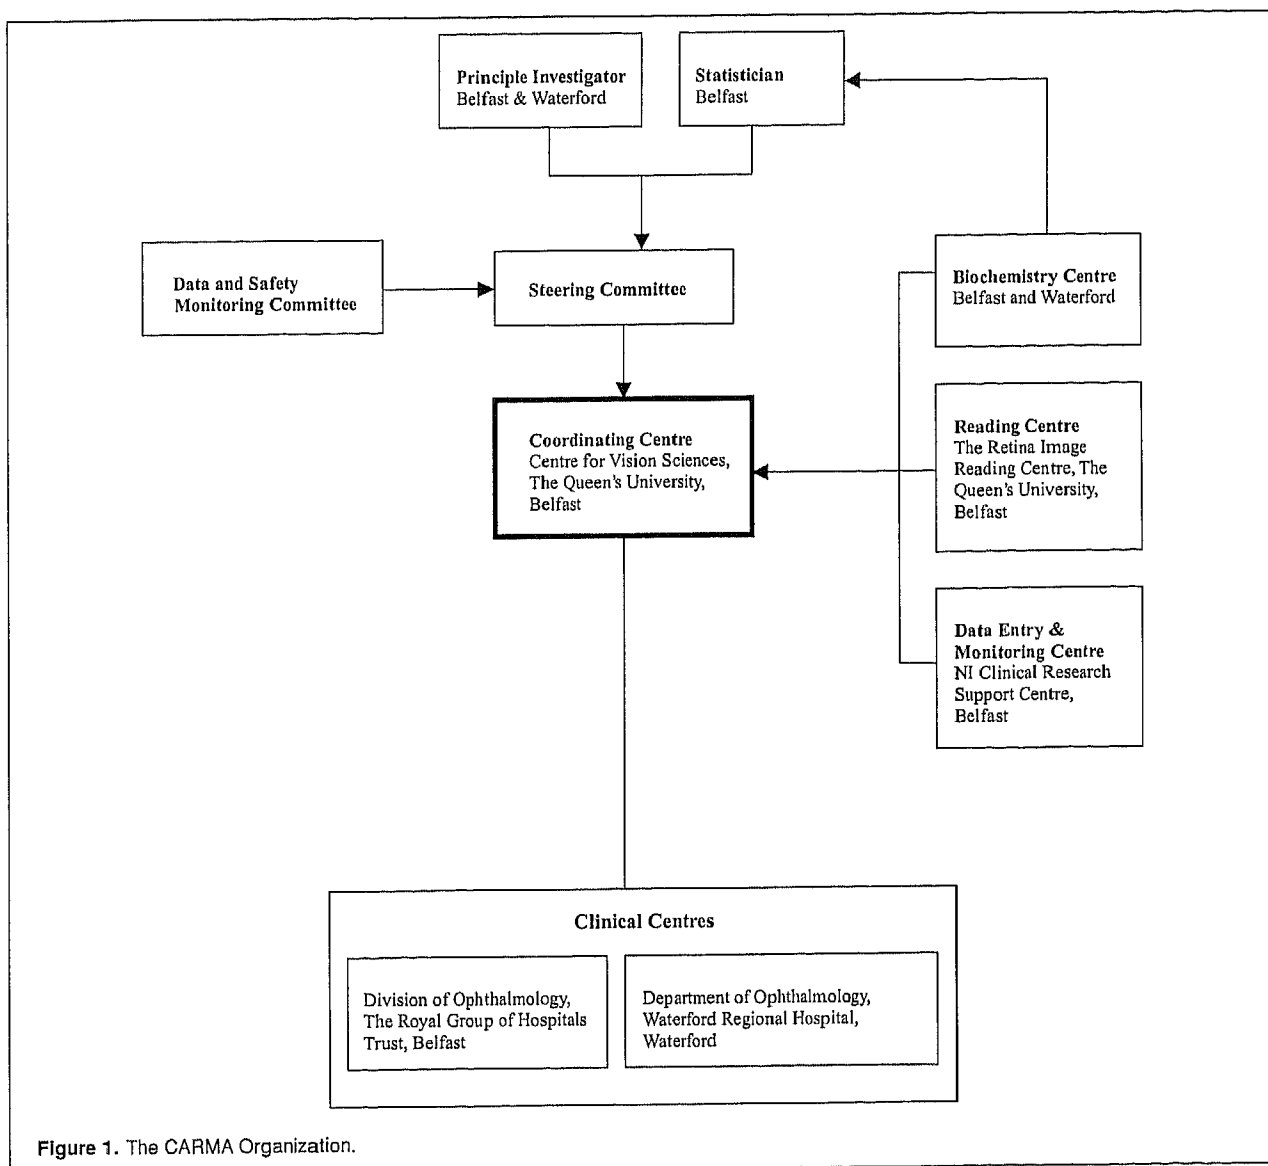 Principle Investigator
Belfast & Waterford
Statistician
Belfast
Data and Safety
Monitoring Committee
Steering Committee
Biochemistry Centre
Belfast and Waterford
Coordinating Centre
Centre for Vision Sciences,
The Queen's University,
Belfast
Reading Centre
The Retina Image
Reading Centre, The
Queen's University,
Belfast
Data Entry &
Monitoring Centre
NI Clinical Research
Support Centre,
Belfast
Clinical Centres
Division of Ophthalmology,
The Royal Group of Hospitals
Trust, Belfast
Department of Ophthalmology,
Waterford Regional Hospital,
Waterford
Figure 1. The CARMA Organization.